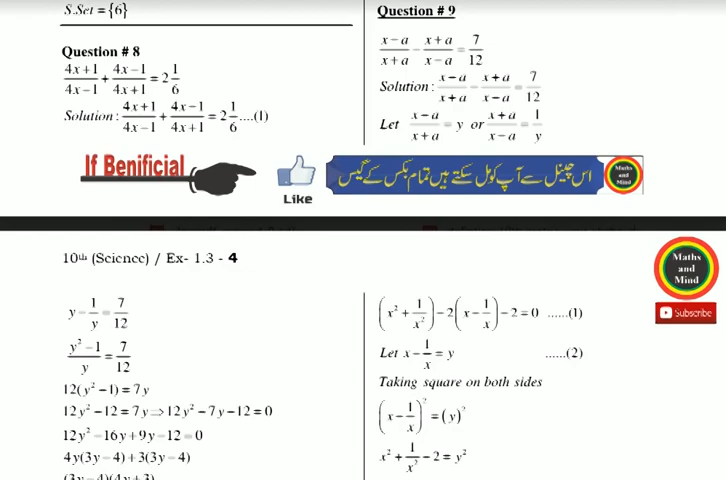 S.Set = {6}
Question # 8
(4x+1)/(4x−1) + (4x−1)/(4x+1) = 2 1/6
Solution : (4x+1)/(4x−1) + (4x−1)/(4x+1) = 2 1/6 ....(1)
Question # 9
(x−a)/(x+a) − (x+a)/(x−a) = 7/12
Solution : (x−a)/(x+a) − (x+a)/(x−a) = 7/12
Let (x−a)/(x+a) = y or (x+a)/(x−a) = 1/y
If Benificial
Like
اس چینل سے آپ کو مل سکتے ہیں تمام بکس کے گیس
Maths
and
Mind
10th (Science) / Ex- 1.3 - 4
Maths
and
Mind
Subscribe
y − 1/y = 7/12
(y² −1)/y = 7/12
12(y² −1) = 7y
12y² −12 = 7y ⇒ 12y² −7y −12 = 0
12y² −16y + 9y −12 = 0
4y(3y − 4) + 3(3y − 4)
(3y − 4)(4y + 3)
(x² + 1/x²) − 2(x − 1/x) − 2 = 0 ......(1)
Let x − 1/x = y ......(2)
Taking square on both sides
(x − 1/x)² = (y)²
x² + 1/x² − 2 = y²